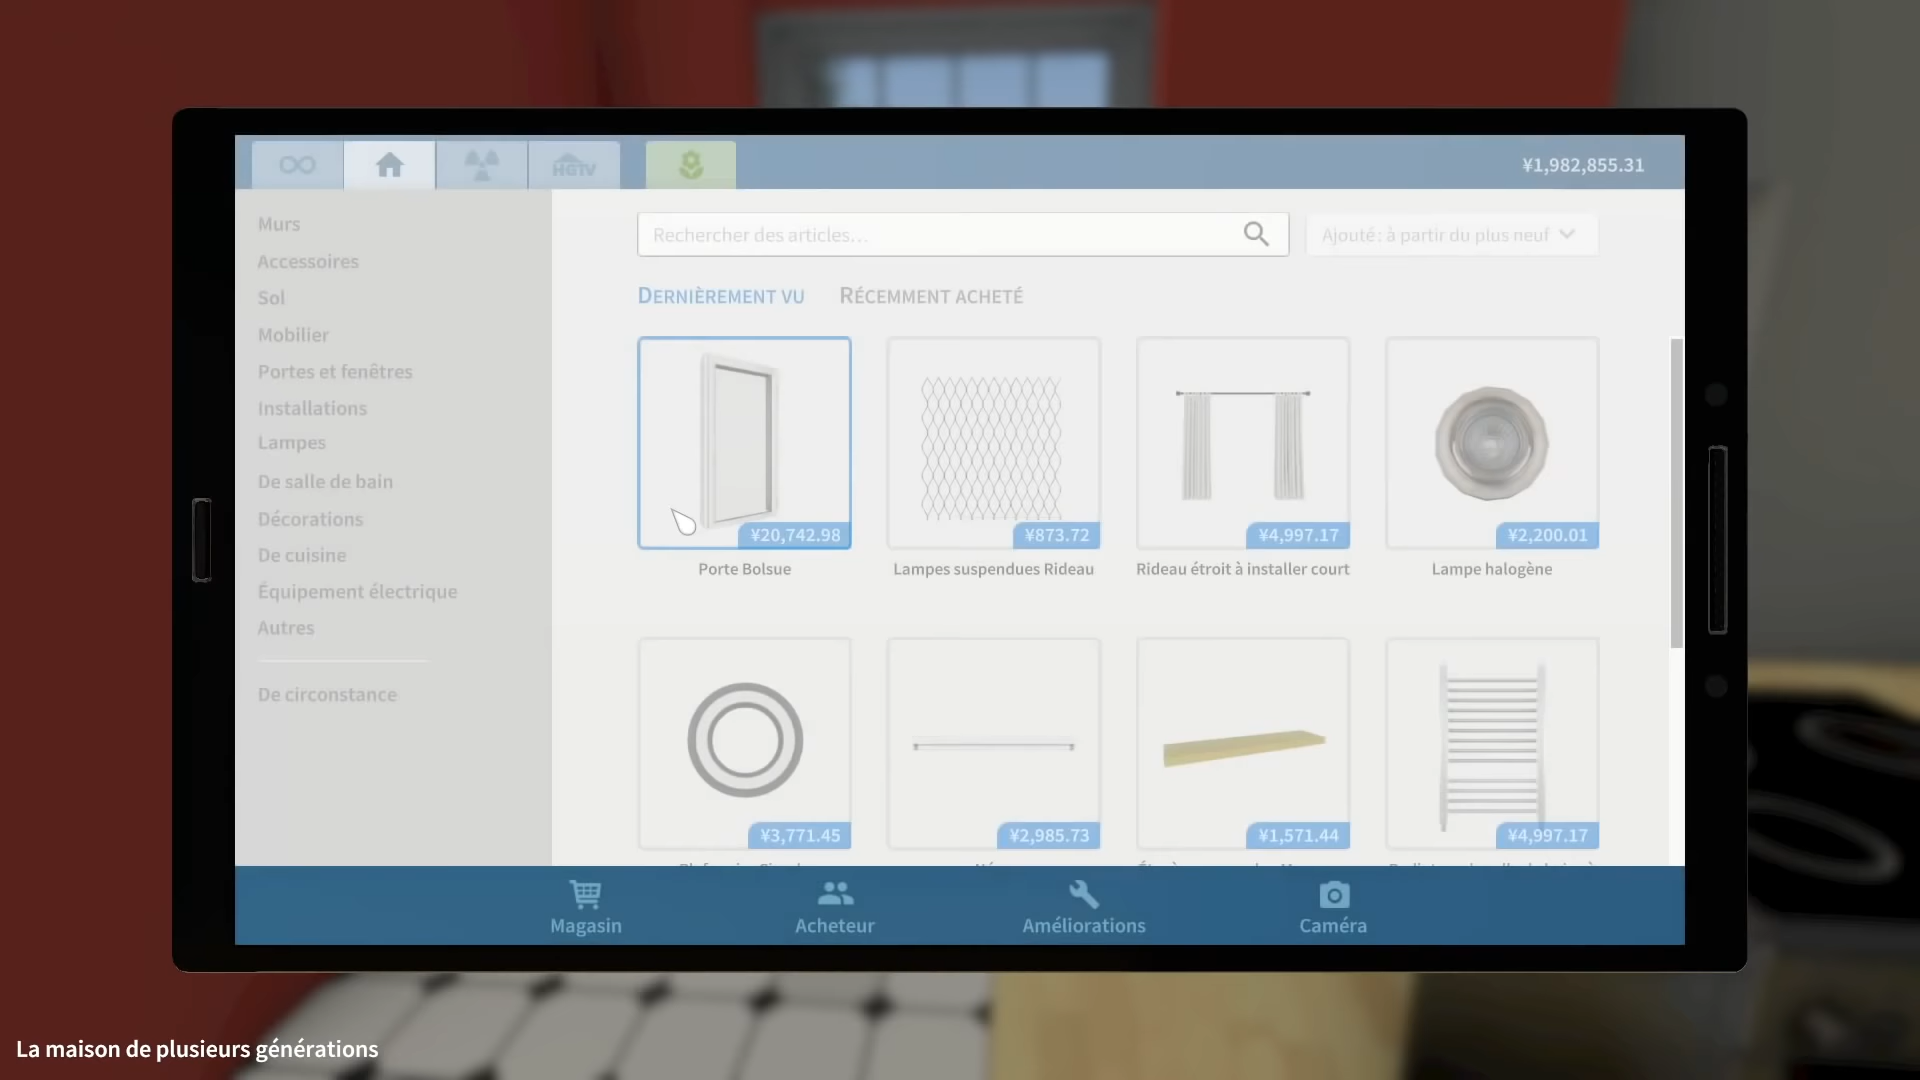 HGTV
¥1,982,855.31
Murs
Accessoires
Sol
Mobilier
Portes et fenêtres
Installations
Lampes
De salle de bain
Décorations
De cuisine
Équipement électrique
Autres
De circonstance
Rechercher des articles...
Ajouté: à partir du plus neuf
DERNIÈREMENT VU
RÉCEMMENT ACHETÉ
¥20,742.98
¥873.72
¥4,997.17
¥2,200.01
Porte Bolsue
Lampes suspendues Rideau
Rideau étroit à installer court
Lampe halogène
¥3,771.45
¥2,985.73
¥1,571.44
¥4,997.17
Magasin
Acheteur
Améliorations
Caméra
La maison de plusieurs générations